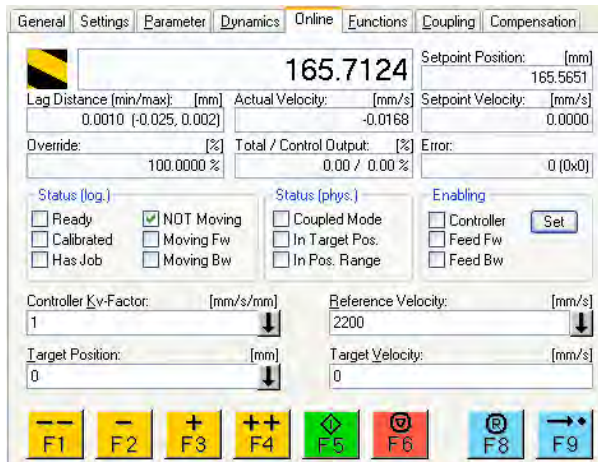 General Settings Parameter Dynamics Online Functions Coupling Compensation
165.7124
Setpoint Position: [mm]
165.5651
Lag Distance (min/max): [mm] Actual Velocity: [mm/s] Setpoint Velocity: [mm/s]
0.0010 (-0.025, 0.002) -0.0168 0.0000
Override: [%] Total / Control Output: [%] Error:
100.0000 % 0.00 / 0.00 % 0 (0x0)
Status (log.) Status (phys.) Enabling
Ready NOT Moving Coupled Mode Controller Set
Calibrated Moving Fw In Target Pos. Feed Fw
Has Job Moving Bw In Pos. Range Feed Bw
Controller Kv-Factor: [mm/s/mm] Reference Velocity: [mm/s]
1 2200
Target Position: [mm] Target Velocity: [mm/s]
0 0
-- - + ++ R
F1 F2 F3 F4 F5 F6 F8 F9